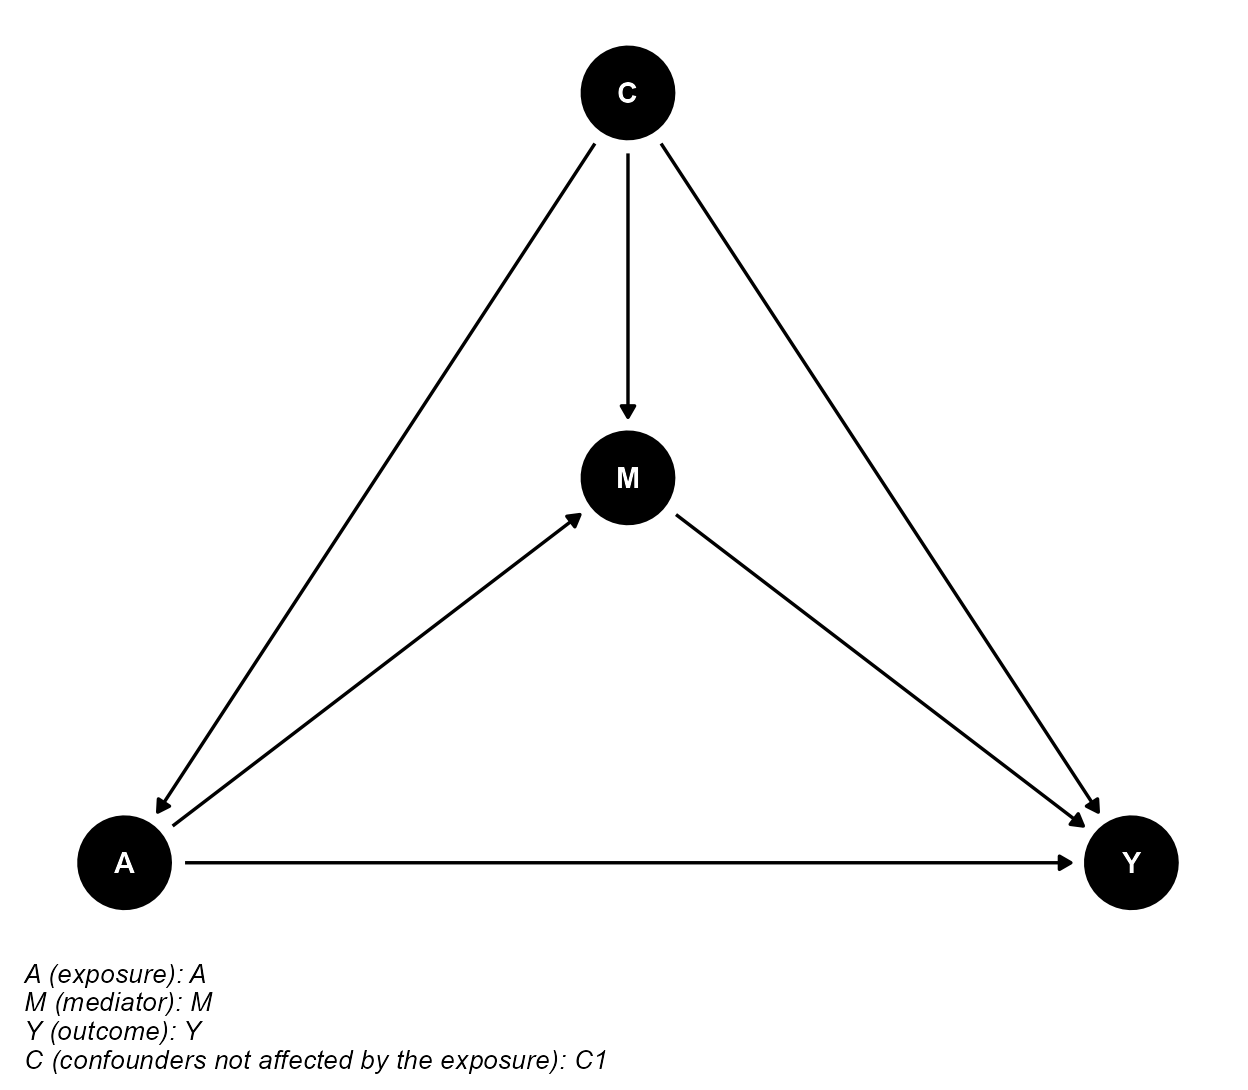 C
M
A
Y
A (exposure): A
M (mediator): M
Y (outcome): Y
C (confounders not affected by the exposure): C1